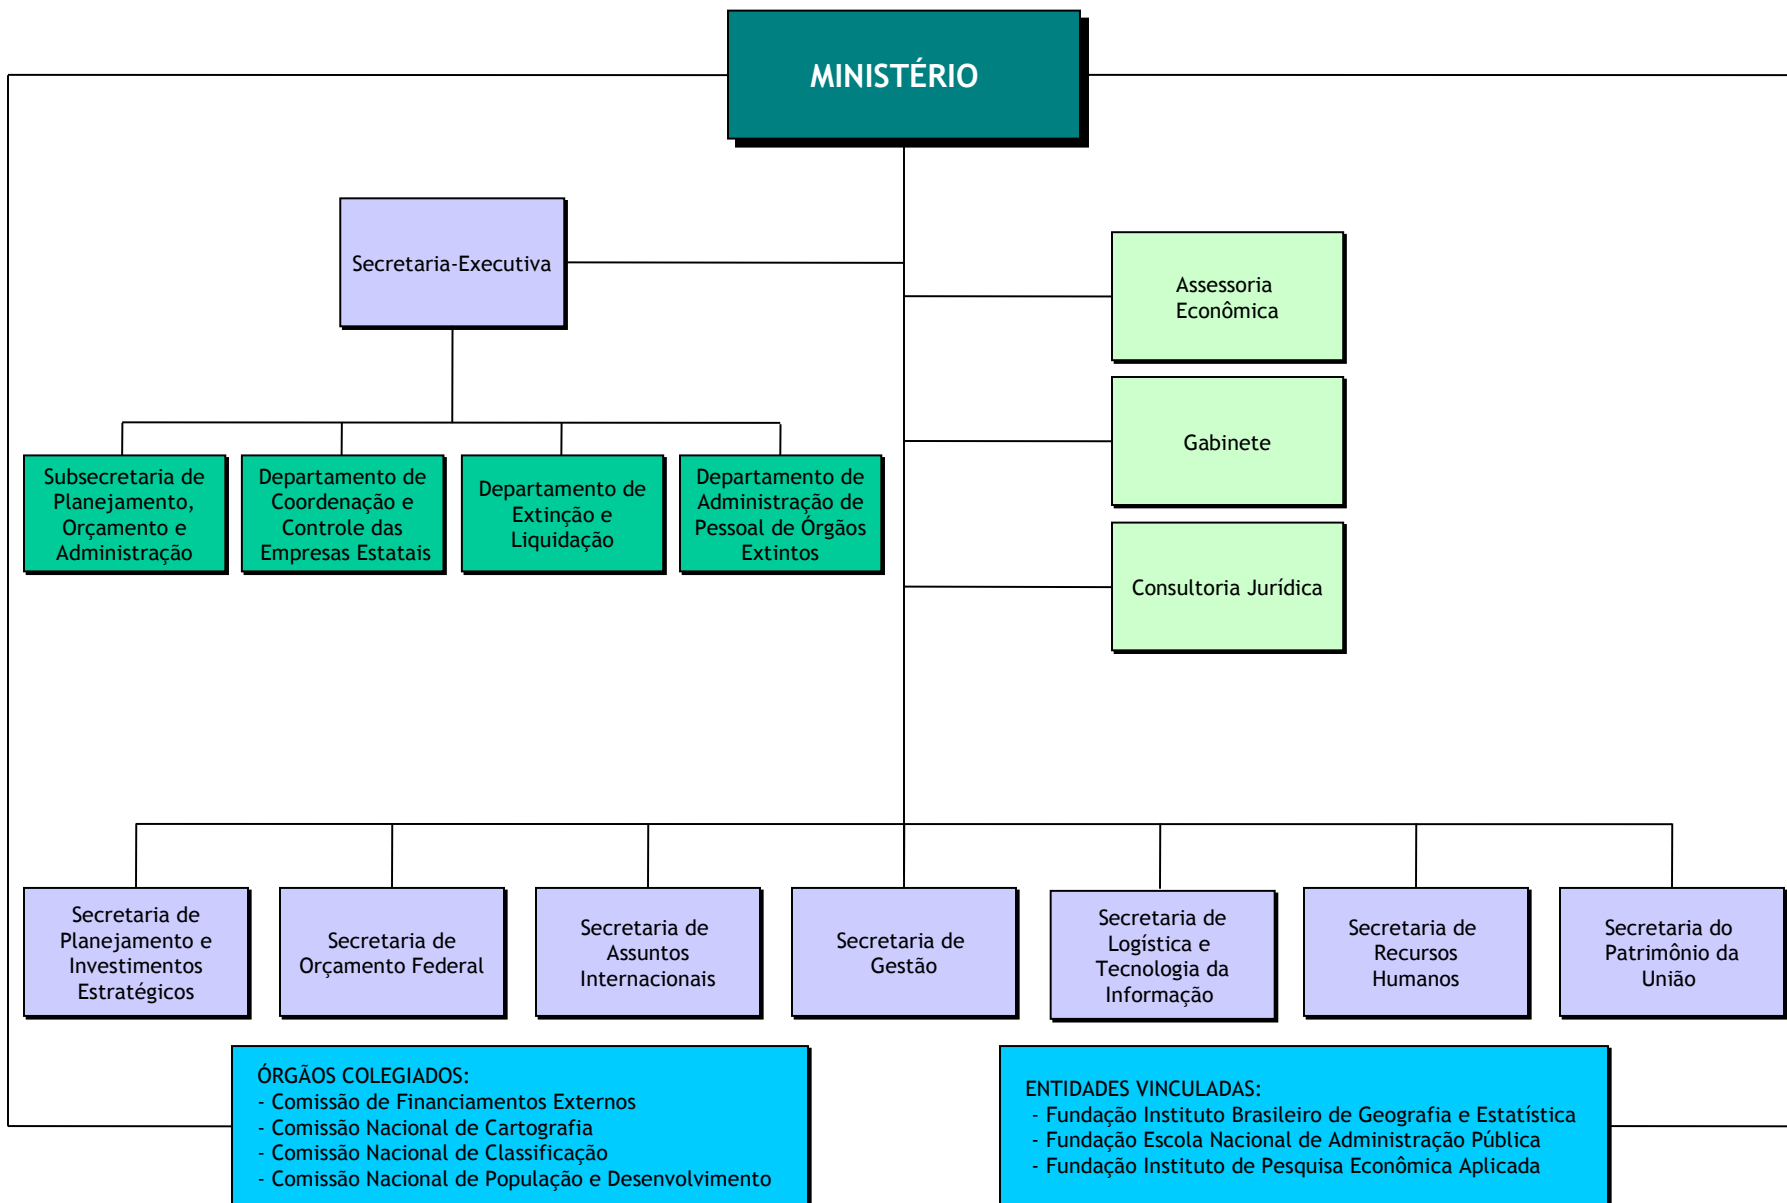 MINISTÉRIO
Secretaria-Executiva
Assessoria
Econômica
Gabinete
Consultoria Jurídica
Subsecretaria de
Planejamento,
Orçamento e
Administração
Departamento de
Coordenação e
Controle das
Empresas Estatais
Departamento de
Extinção e
Liquidação
Departamento de
Administração de
Pessoal de Órgãos
Extintos
Secretaria de
Planejamento e
Investimentos
Estratégicos
Secretaria de
Orçamento Federal
Secretaria de
Assuntos
Internacionais
Secretaria de
Gestão
Secretaria de
Logística e
Tecnologia da
Informação
Secretaria de
Recursos
Humanos
Secretaria do
Patrimônio da
União
ÓRGÃOS COLEGIADOS:
- Comissão de Financiamentos Externos
- Comissão Nacional de Cartografia
- Comissão Nacional de Classificação
- Comissão Nacional de População e Desenvolvimento
ENTIDADES VINCULADAS:
- Fundação Instituto Brasileiro de Geografia e Estatística
- Fundação Escola Nacional de Administração Pública
- Fundação Instituto de Pesquisa Econômica Aplicada